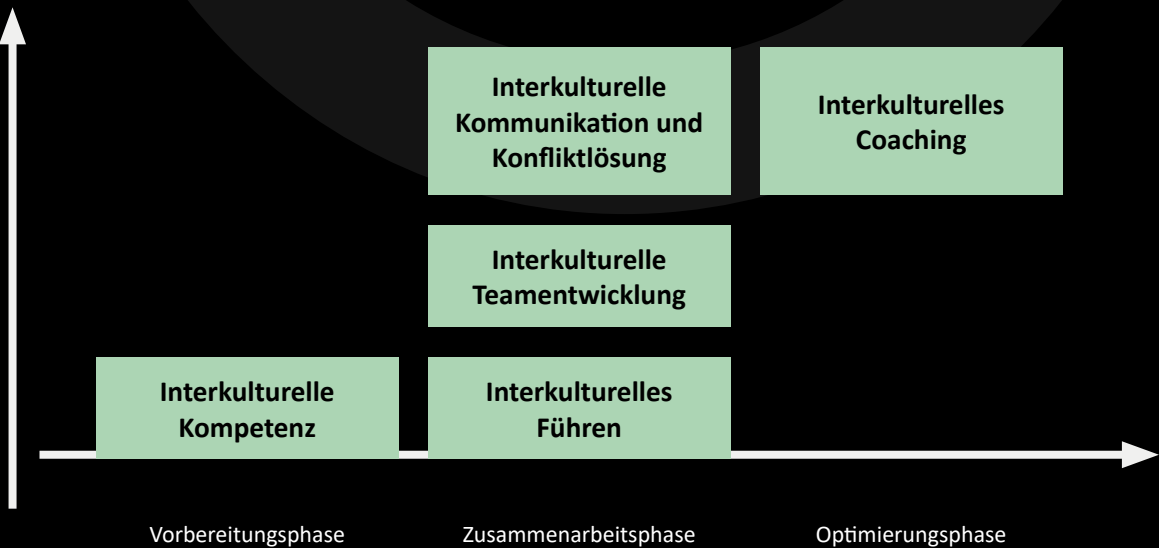 Interkulturelle
Kommunikation und
Konfliktlösung
Interkulturelles
Coaching
Interkulturelle
Teamentwicklung
Interkulturelle
Kompetenz
Interkulturelles
Führen
Vorbereitungsphase
Zusammenarbeitsphase
Optimierungsphase